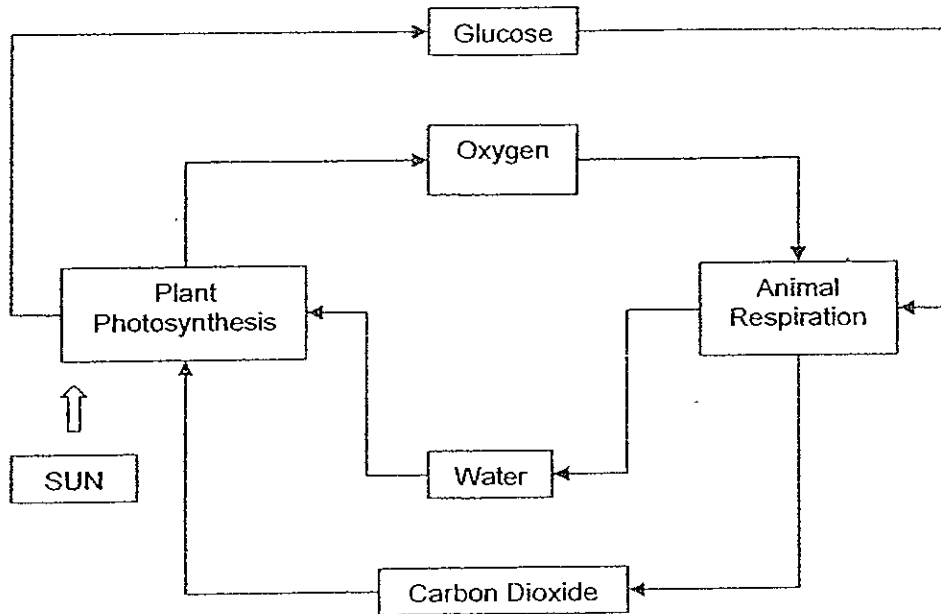 Glucose
Oxygen
Plant
Photosynthesis
Animal
Respiration
SUN
Water
Carbon Dioxide